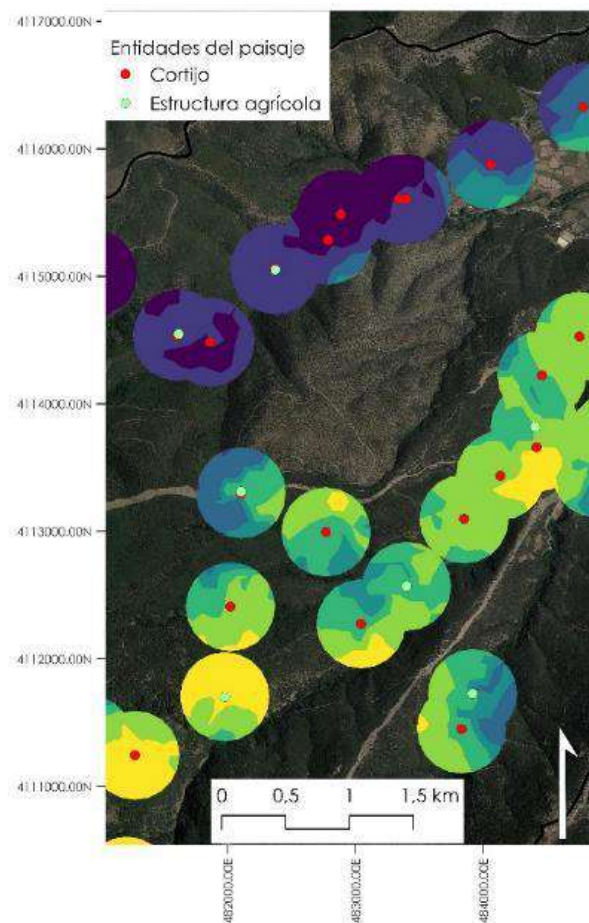 4117000.00N
Entidades del paisaje
Cortijo
Estructura agrícola
4116000.00N
4115000.00N
4114000.00N
4113000.00N
4112000.00N
4111000.00N
0 0,5 1 1,5 km
482000.00E
483000.00E
484000.00E